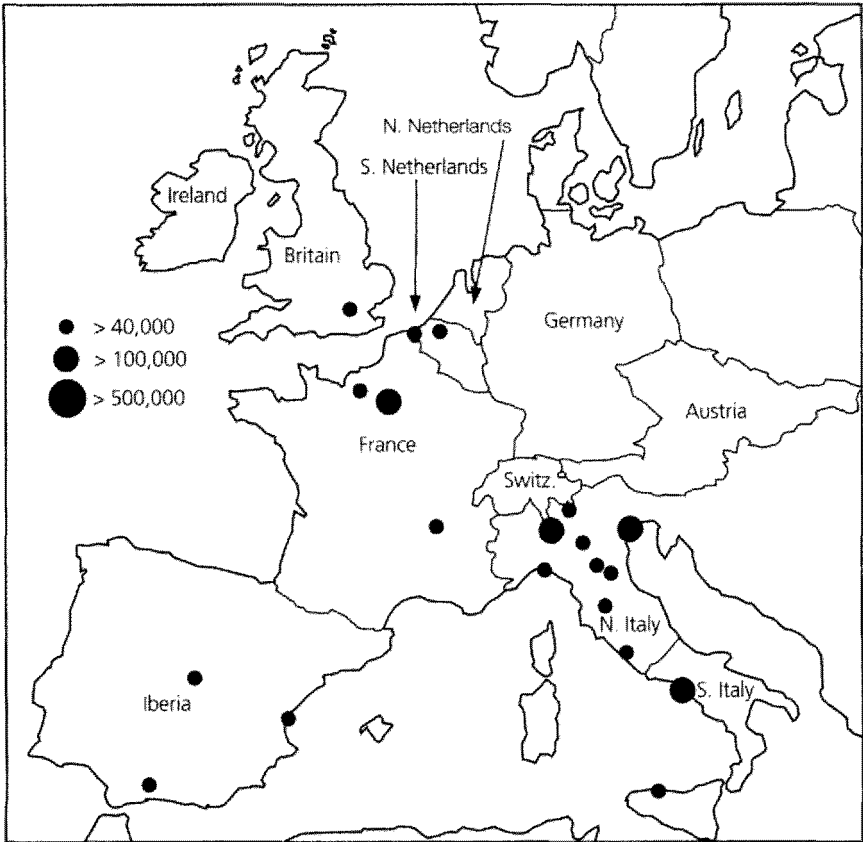 N. Netherlands
S. Netherlands
Ireland
Britain
> 40,000
> 100,000
> 500,000
Germany
Austria
France
Switz.
N. Italy
S. Italy
Iberia